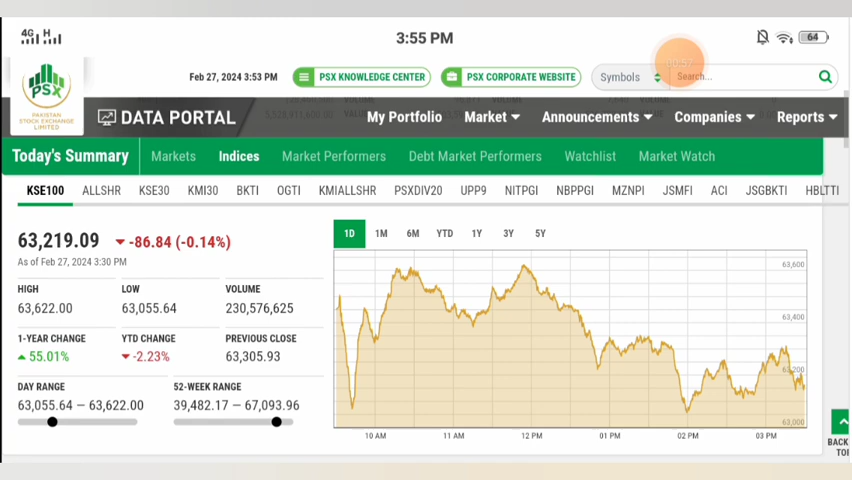 4G H 3:55 PM 64
Feb 27, 2024 3:53 PM PSX KNOWLEDGE CENTER PSX CORPORATE WEBSITE Symbols Search...
00:57
PSX
PAKISTAN
STOCK EXCHANGE
LIMITED
DATA PORTAL My Portfolio Market Announcements Companies Reports
Today's Summary Markets Indices Market Performers Debt Market Performers Watchlist Market Watch
KSE100 ALLSHR KSE30 KMI30 BKTI OGTI KMIALLSHR PSXDIV20 UPP9 NITPGI NBPPGI MZNPI JSMFI ACI JSGBKTI HBLTTI
63,219.09 -86.84 (-0.14%)
As of Feb 27, 2024 3:30 PM
HIGH LOW VOLUME
63,622.00 63,055.64 230,576,625
1-YEAR CHANGE YTD CHANGE PREVIOUS CLOSE
55.01% -2.23% 63,305.93
DAY RANGE 52-WEEK RANGE
63,055.64 — 63,622.00 39,482.17 — 67,093.96
1D 1M 6M YTD 1Y 3Y 5Y
63,600
63,400
63,200
63,000
10 AM 11 AM 12 PM 01 PM 02 PM 03 PM
BACK
TO